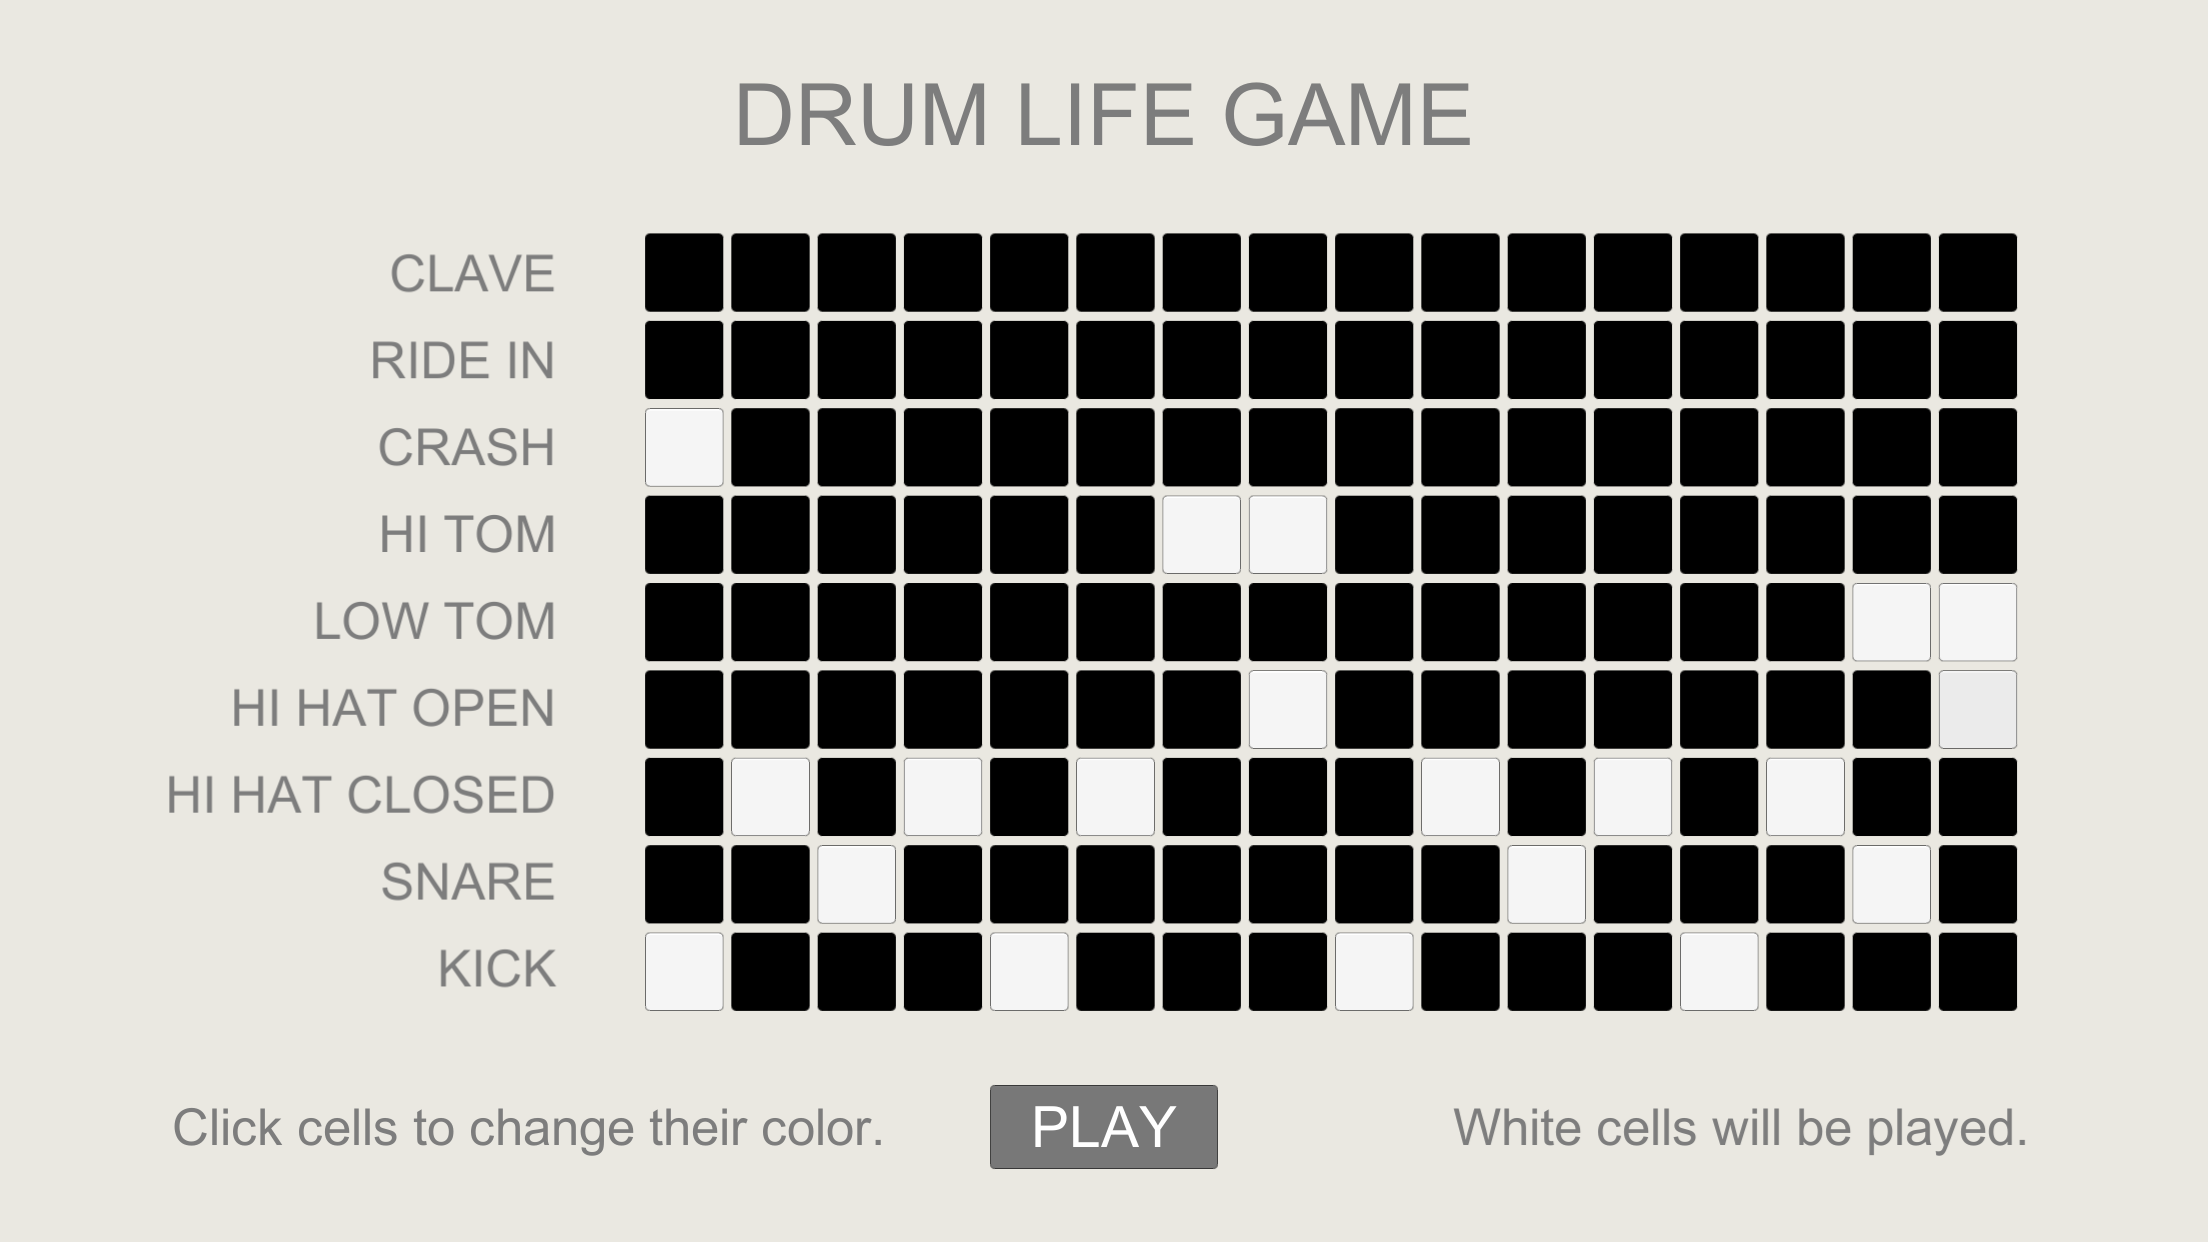 DRUM LIFE GAME
CLAVE
RIDE IN
CRASH
HI TOM
LOW TOM
HI HAT OPEN
HI HAT CLOSED
SNARE
KICK
Click cells to change their color.
PLAY
White cells will be played.